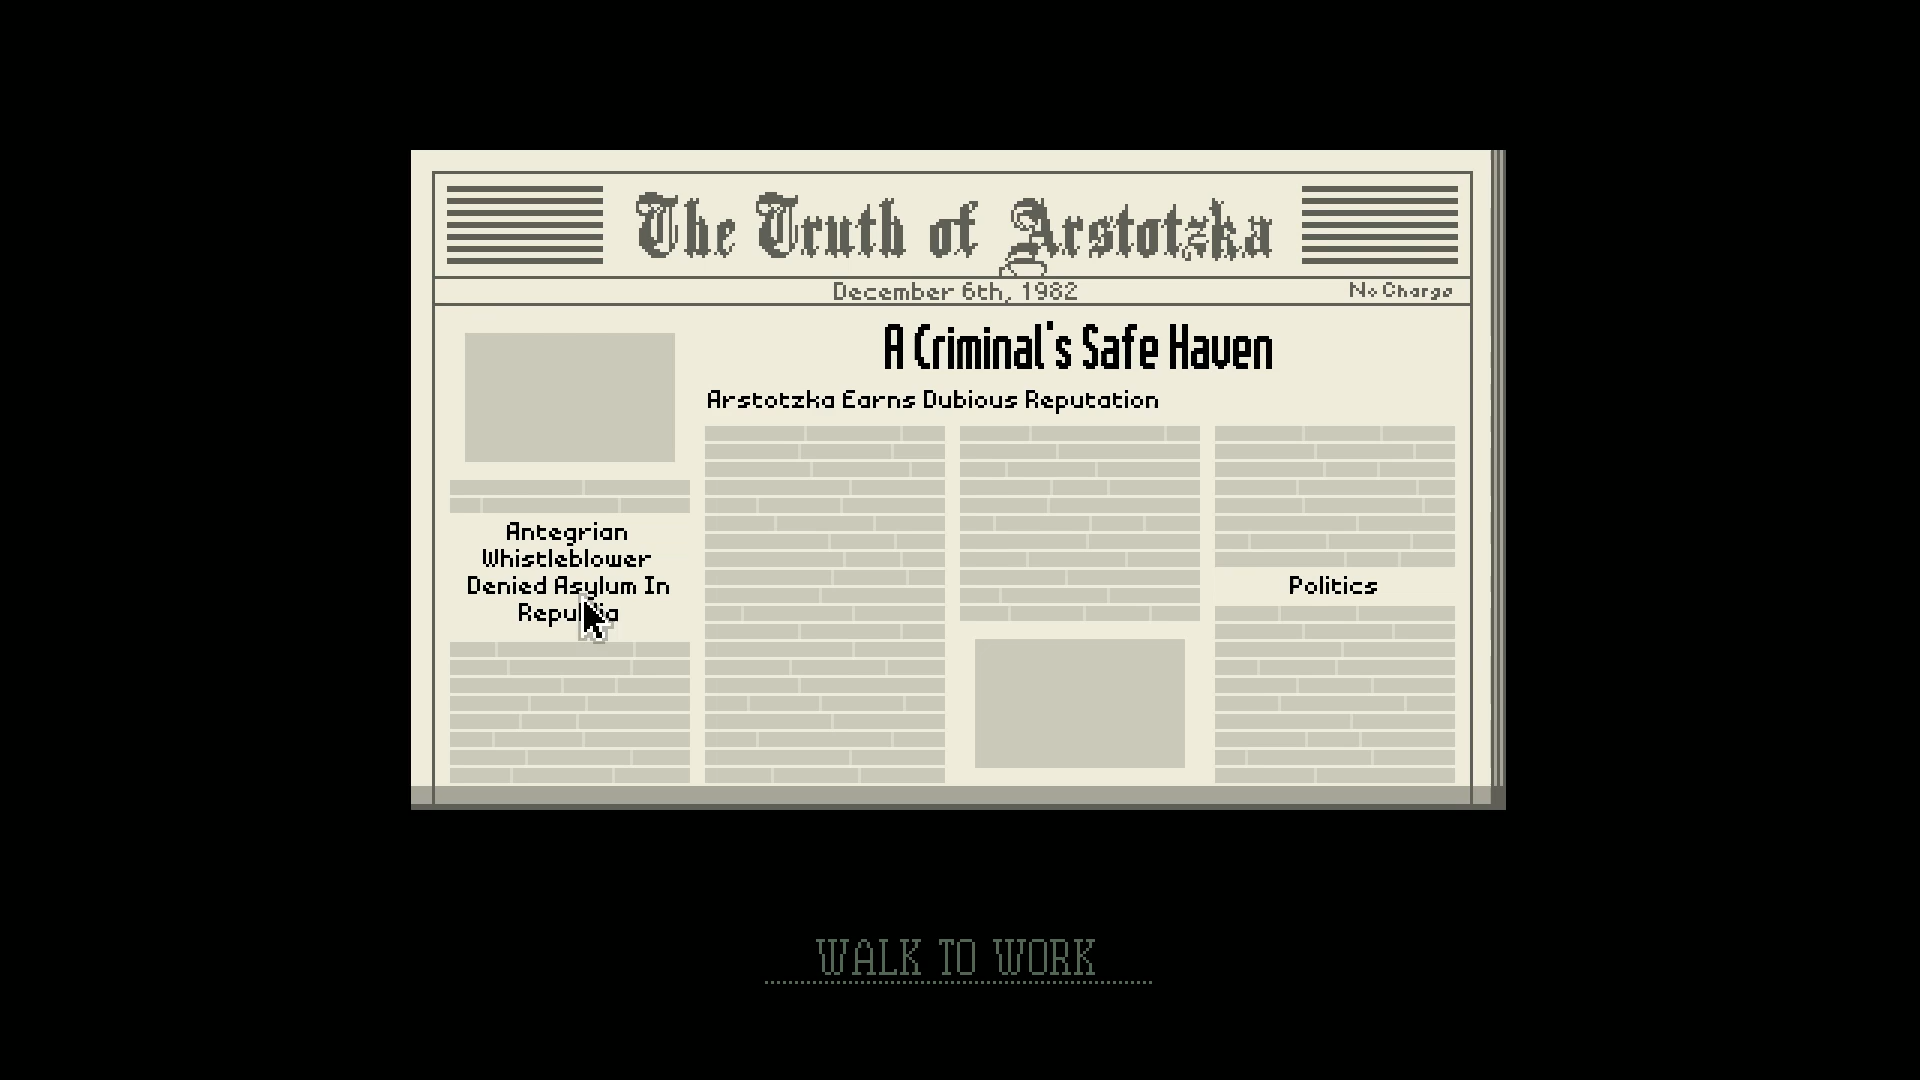 The Truth of Arstotzka
December 6th, 1982
No Charge
A Criminal's Safe Haven
Arstotzka Earns Dubious Reputation
Antegrian
Whistleblower
Denied Asylum In
Politics
WALK TO WORK